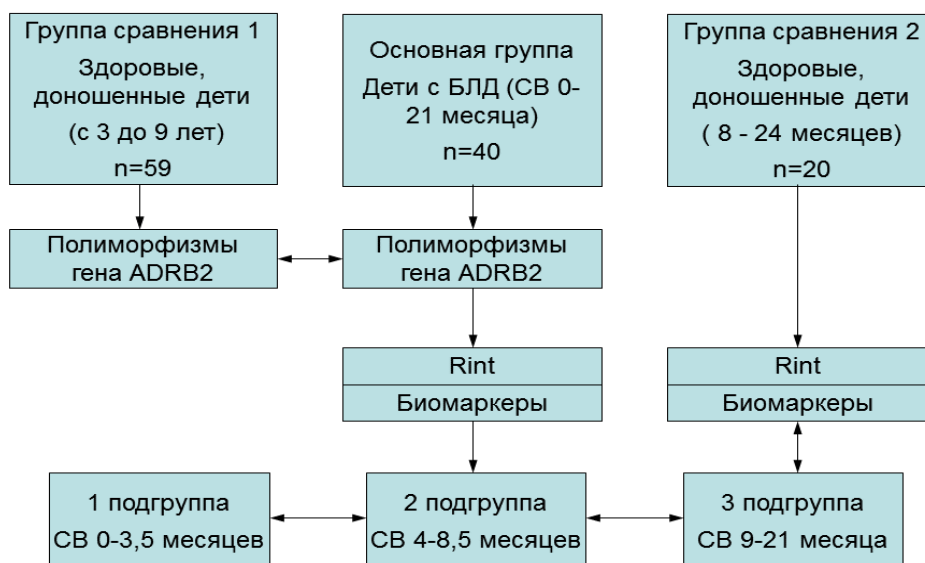 Группа сравнения 1
Здоровые,
доношенные дети
(с 3 до 9 лет)
n=59
Основная группа
Дети с БЛД (СВ 0-
21 месяца)
n=40
Группа сравнения 2
Здоровые,
доношенные дети
( 8 - 24 месяцев)
n=20
Полиморфизмы
гена ADRB2
Полиморфизмы
гена ADRB2
Rint
Биомаркеры
Rint
Биомаркеры
1 подгруппа
СВ 0-3,5 месяцев
2 подгруппа
СВ 4-8,5 месяцев
3 подгруппа
СВ 9-21 месяца